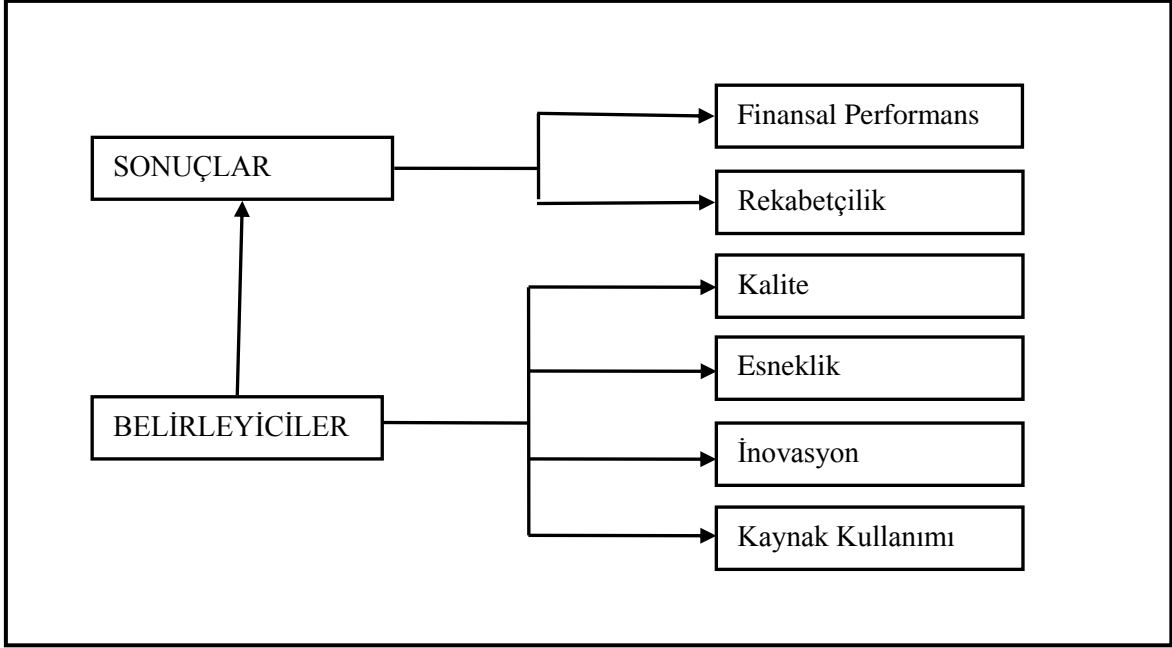 SONUÇLAR
Finansal Performans
Rekabetçilik
BELİRLEYİCİLER
Kalite
Esneklik
İnovasyon
Kaynak Kullanımı